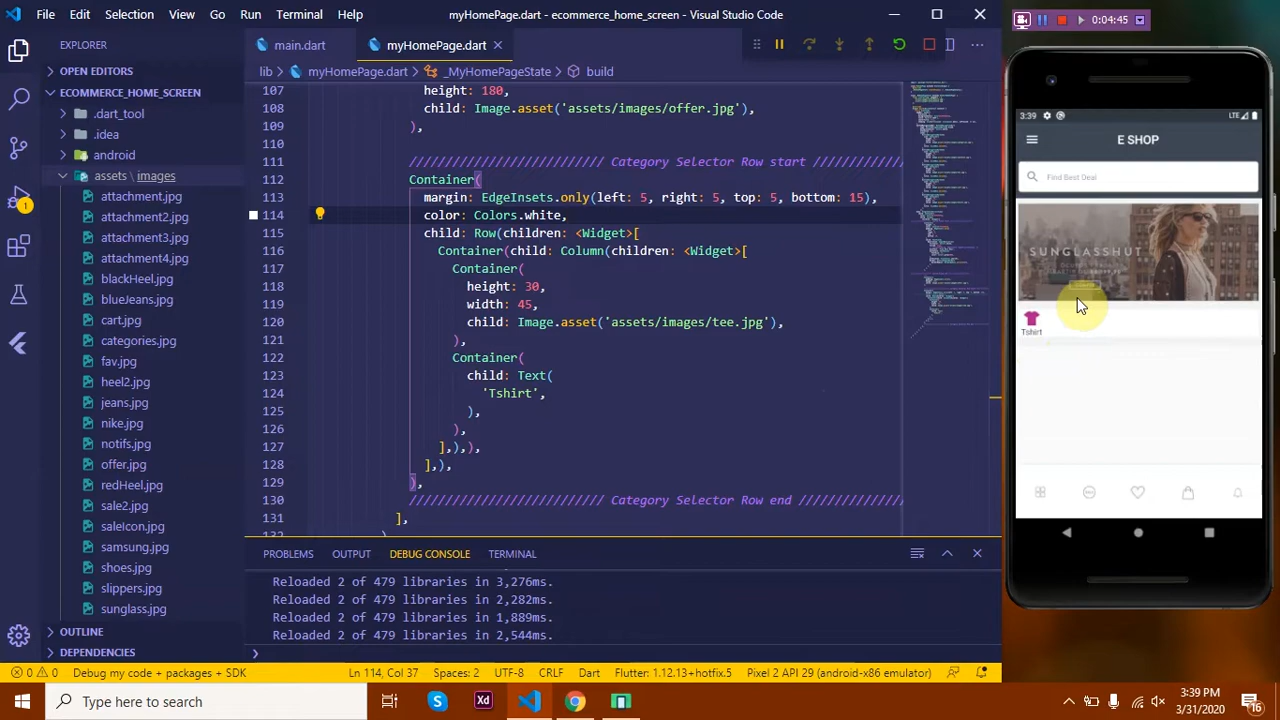 File Edit Selection View Go Run Terminal Help
myHomePage.dart - ecommerce_home_screen - Visual Studio Code
0:04:45
EXPLORER
OPEN EDITORS
ECOMMERCE_HOME_SCREEN
.dart_tool
.idea
android
assets \ images
attachment.jpg
attachment2.jpg
attachment3.jpg
attachment4.jpg
blackHeel.jpg
blueJeans.jpg
cart.jpg
categories.jpg
fav.jpg
heel2.jpg
jeans.jpg
nike.jpg
notifs.jpg
offer.jpg
redHeel.jpg
sale2.jpg
saleIcon.jpg
samsung.jpg
shoes.jpg
slippers.jpg
sunglass.jpg
OUTLINE
DEPENDENCIES
main.dart
myHomePage.dart
lib > myHomePage.dart > _MyHomePageState > build
107 height: 180,
108 child: Image.asset('assets/images/offer.jpg'),
109 ),
110
111 ////////////////////////// Category Selector Row start ////////////
112 Container(
113 margin: EdgeInsets.only(left: 5, right: 5, top: 5, bottom: 15),
114 color: Colors.white,
115 child: Row(children: <Widget>[
116 Container(child: Column(children: <Widget>[
117 Container(
118 height: 30,
119 width: 45,
120 child: Image.asset('assets/images/tee.jpg'),
121 ),
122 Container(
123 child: Text(
124 'Tshirt',
125 ),
126 ),
127 ],),),
128 ],),
129 ),
130 ////////////////////////// Category Selector Row end //////////////
131 ],
PROBLEMS OUTPUT DEBUG CONSOLE TERMINAL
Reloaded 2 of 479 libraries in 3,276ms.
Reloaded 2 of 479 libraries in 2,282ms.
Reloaded 2 of 479 libraries in 1,889ms.
Reloaded 2 of 479 libraries in 2,544ms.
3:39
LTE
E SHOP
Find Best Deal
SUNGLASSHUT
Tshirt
0 0 Debug my code + packages + SDK
Ln 114, Col 37 Spaces: 2 UTF-8 CRLF Dart Flutter: 1.12.13+hotfix.5 Pixel 2 API 29 (android-x86 emulator)
Type here to search
3:39 PM
3/31/2020
16